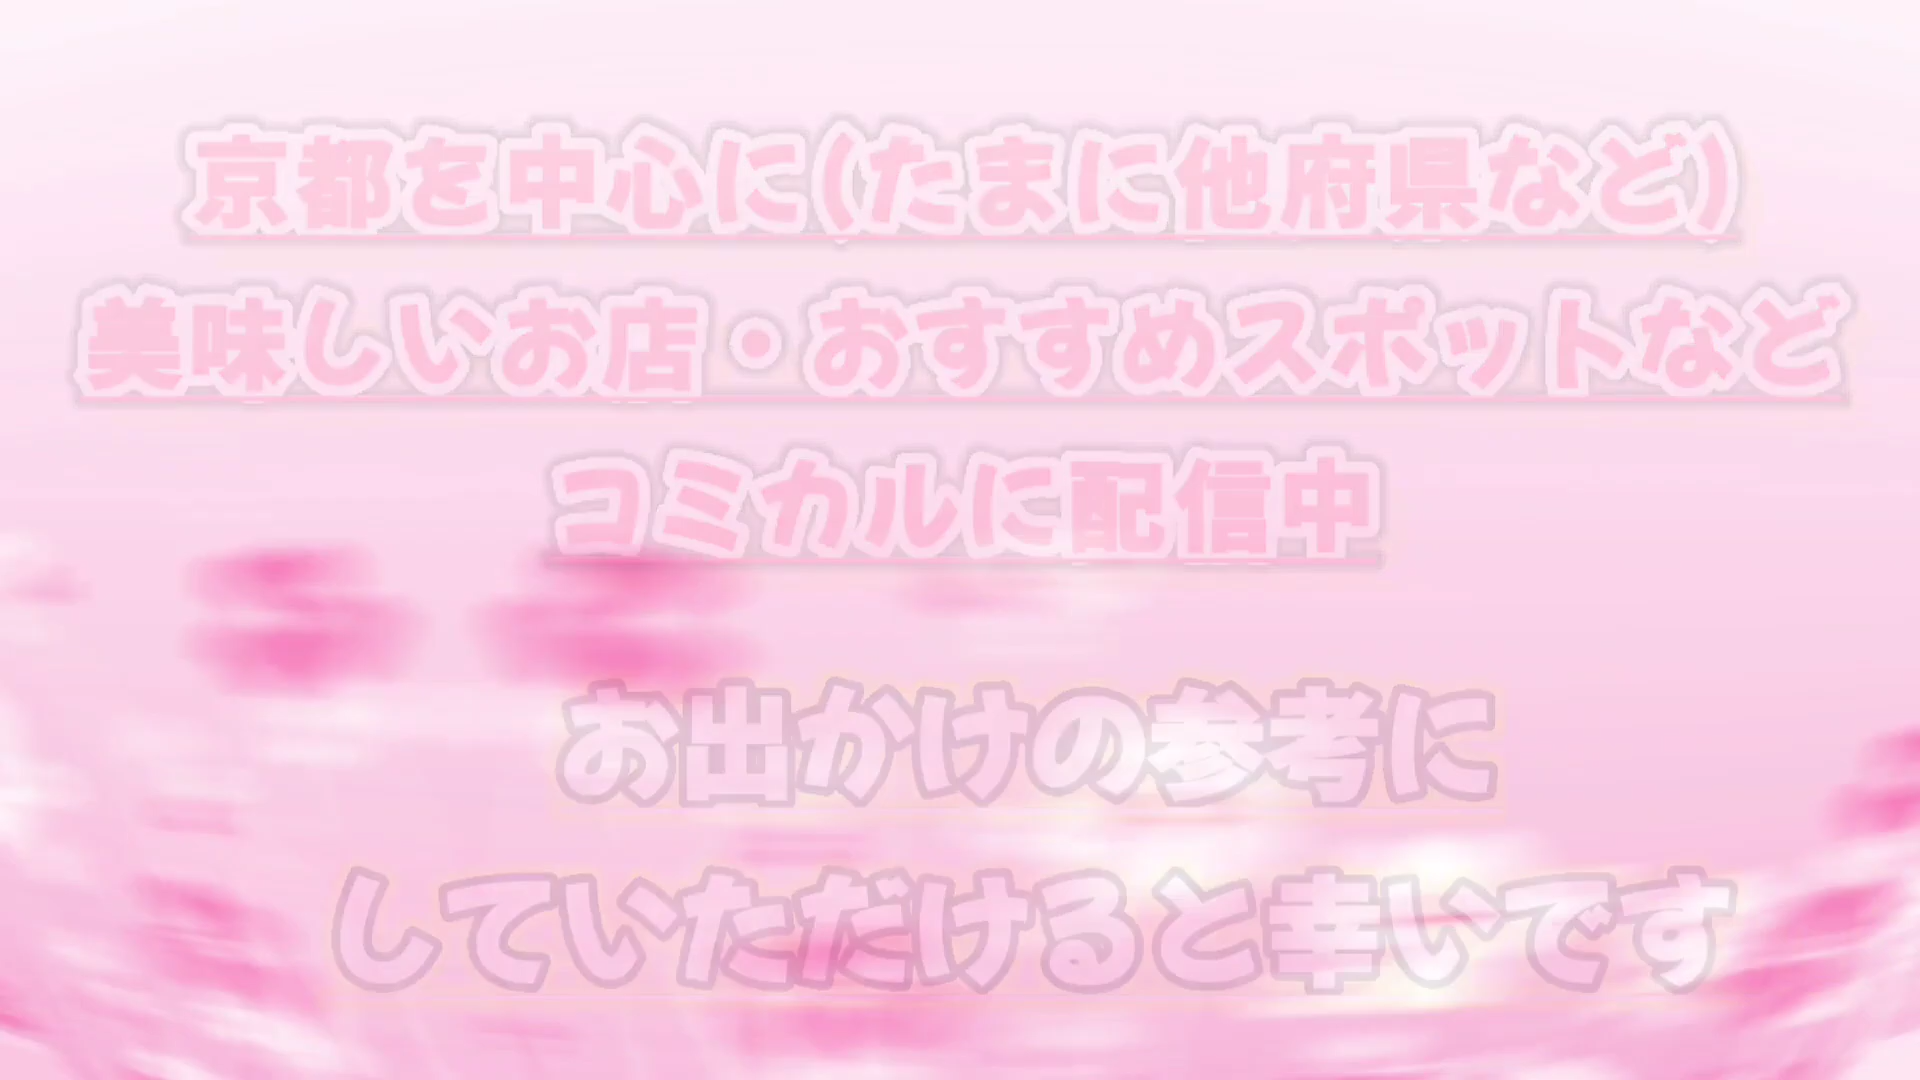 京都を中心に(たまに他府県など)
美味しいお店・おすすめスポットなど
コミカルに配信中
お出かけの参考に
していただけると幸いです